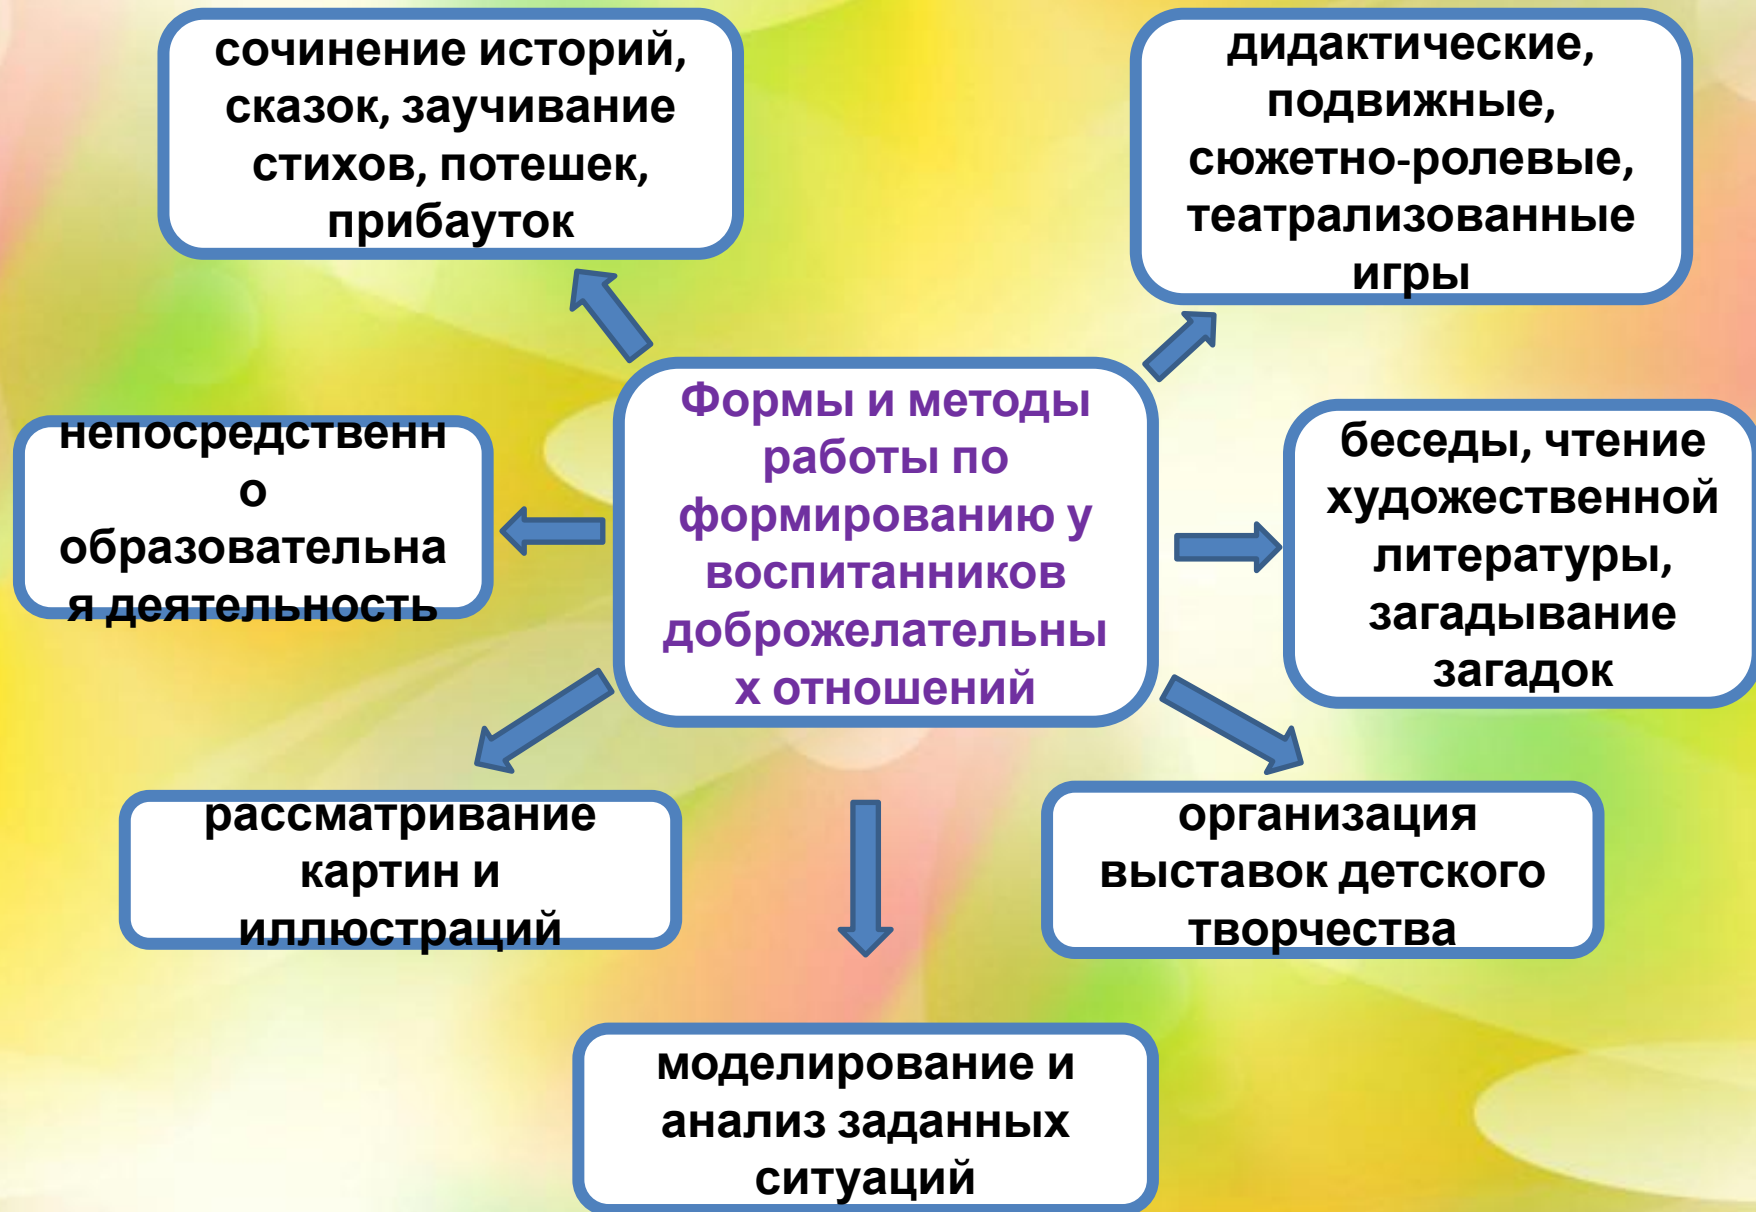 сочинение историй,
сказок, заучивание
стихов, потешек,
прибауток
дидактические,
подвижные,
сюжетно-ролевые,
театрализованные
игры
Формы и методы
работы по
формированию у
воспитанников
доброжелательны
х отношений
непосредственн
о
образовательна
я деятельность
беседы, чтение
художественной
литературы,
загадывание
загадок
рассматривание
картин и
иллюстраций
организация
выставок детского
творчества
моделирование и
анализ заданных
ситуаций